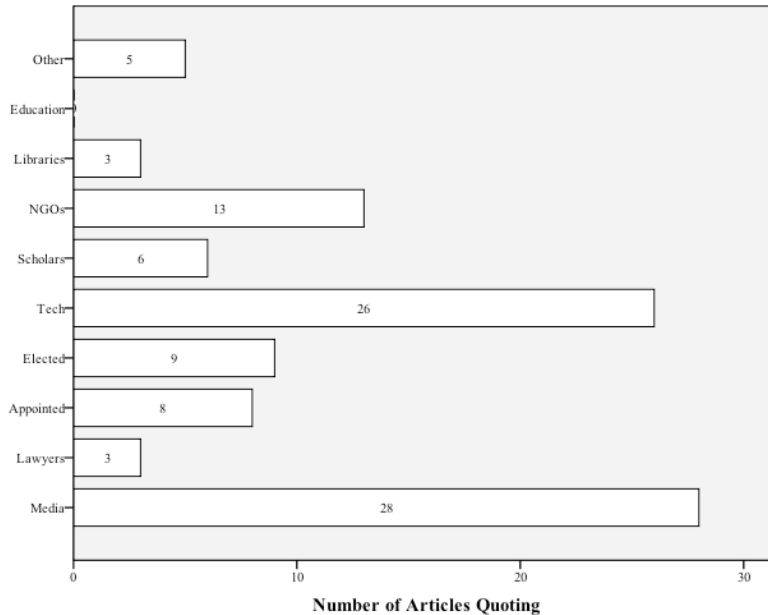 Other 5
Education 0
Libraries 3
NGOs 13
Scholars 6
Tech 26
Elected 9
Appointed 8
Lawyers 3
Media 28
0 10 20 30
Number of Articles Quoting